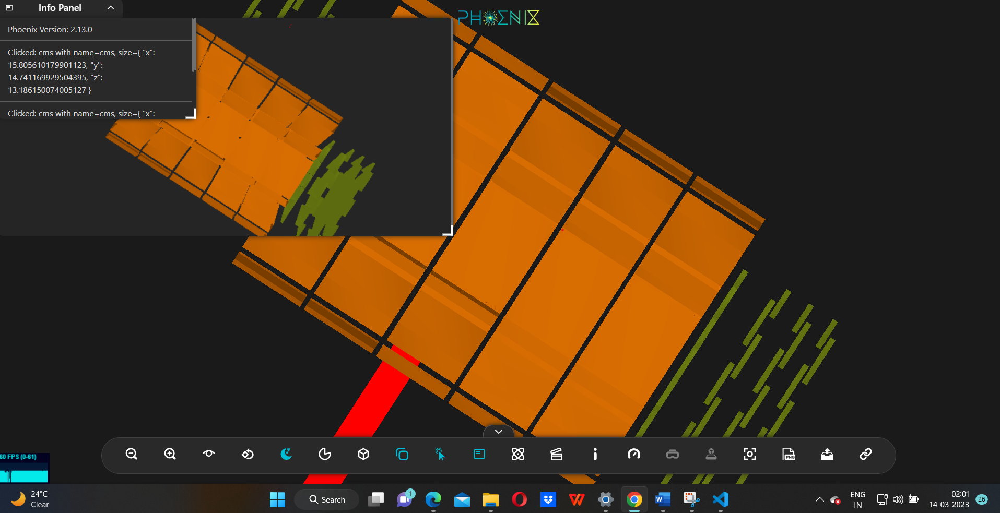 Info Panel
PHOENIX
Phoenix Version: 2.13.0
Clicked: cms with name=cms, size={ "x":
15.805610179901123, "y":
14.741169929504395, "z":
13.186150074005127 }
Clicked: cms with name=cms, size={ "x":
60 FPS (0-61)
PNG
24°C
Clear
Search
1
W
ENG
IN
02:01
14-03-2023
26